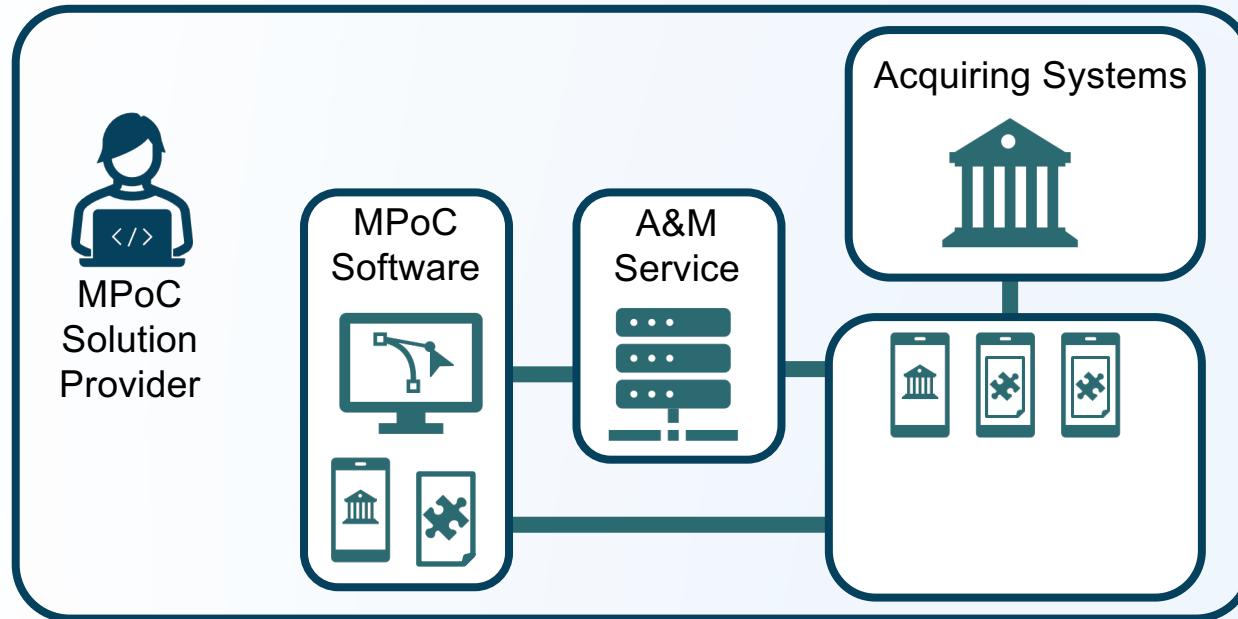 Acquiring Systems
</>
MPoC
Solution
Provider
MPoC
Software
A&M
Service